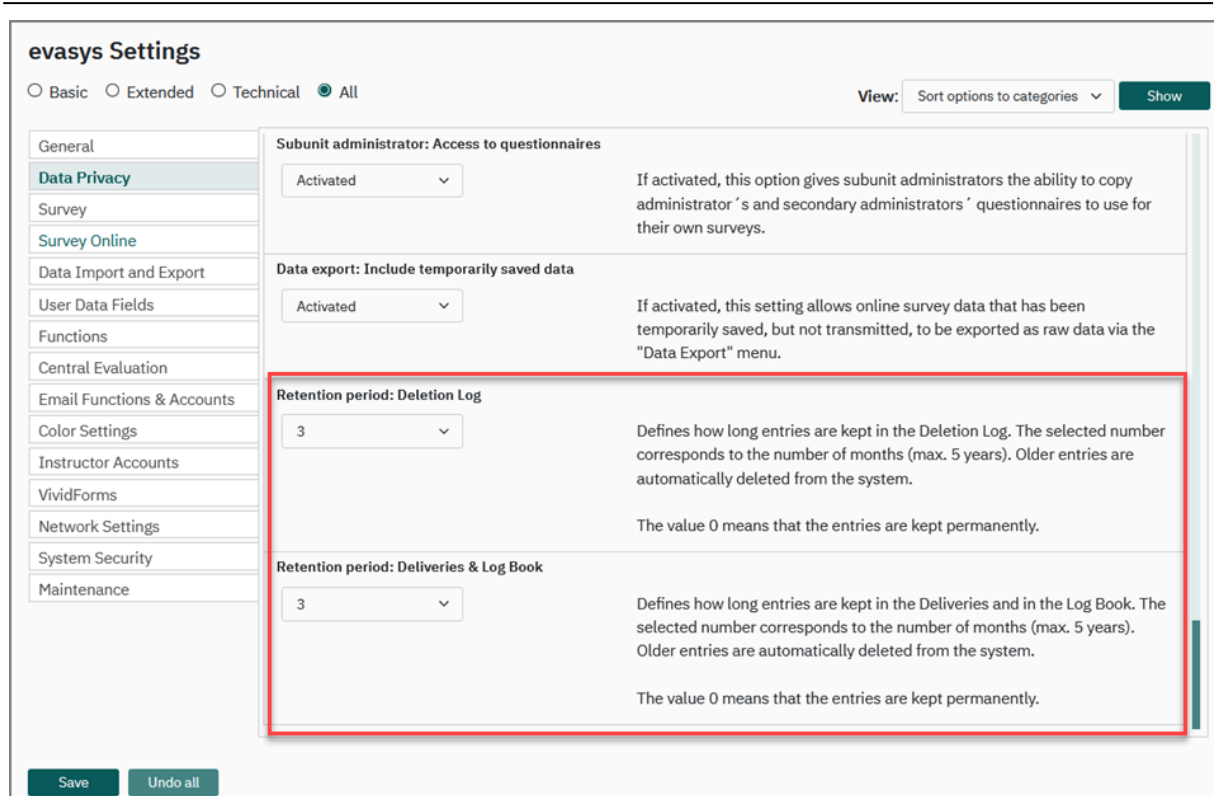 evasys Settings
Basic Extended Technical All
View: Sort options to categories Show
General
Data Privacy
Survey
Survey Online
Data Import and Export
User Data Fields
Functions
Central Evaluation
Email Functions & Accounts
Color Settings
Instructor Accounts
VividForms
Network Settings
System Security
Maintenance
Subunit administrator: Access to questionnaires
Activated
If activated, this option gives subunit administrators the ability to copy
administrator´s and secondary administrators´ questionnaires to use for
their own surveys.
Data export: Include temporarily saved data
Activated
If activated, this setting allows online survey data that has been
temporarily saved, but not transmitted, to be exported as raw data via the
"Data Export" menu.
Retention period: Deletion Log
3
Defines how long entries are kept in the Deletion Log. The selected number
corresponds to the number of months (max. 5 years). Older entries are
automatically deleted from the system.
The value 0 means that the entries are kept permanently.
Retention period: Deliveries & Log Book
3
Defines how long entries are kept in the Deliveries and in the Log Book. The
selected number corresponds to the number of months (max. 5 years).
Older entries are automatically deleted from the system.
The value 0 means that the entries are kept permanently.
Save Undo all